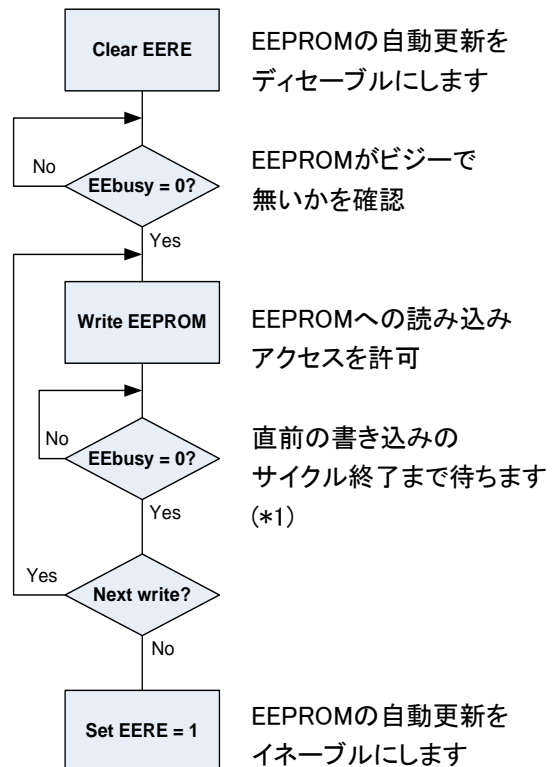 Clear EERE
EEPROMの自動更新を
ディセーブルにします
No
EEbusy = 0?
EEPROMがビジーで
無いかを確認
Yes
Write EEPROM
EEPROMへの読み込み
アクセスを許可
No
EEbusy = 0?
直前の書き込みの
サイクル終了まで待ちます
(*1)
Yes
Yes
Next write?
No
Set EERE = 1
EEPROMの自動更新を
イネーブルにします